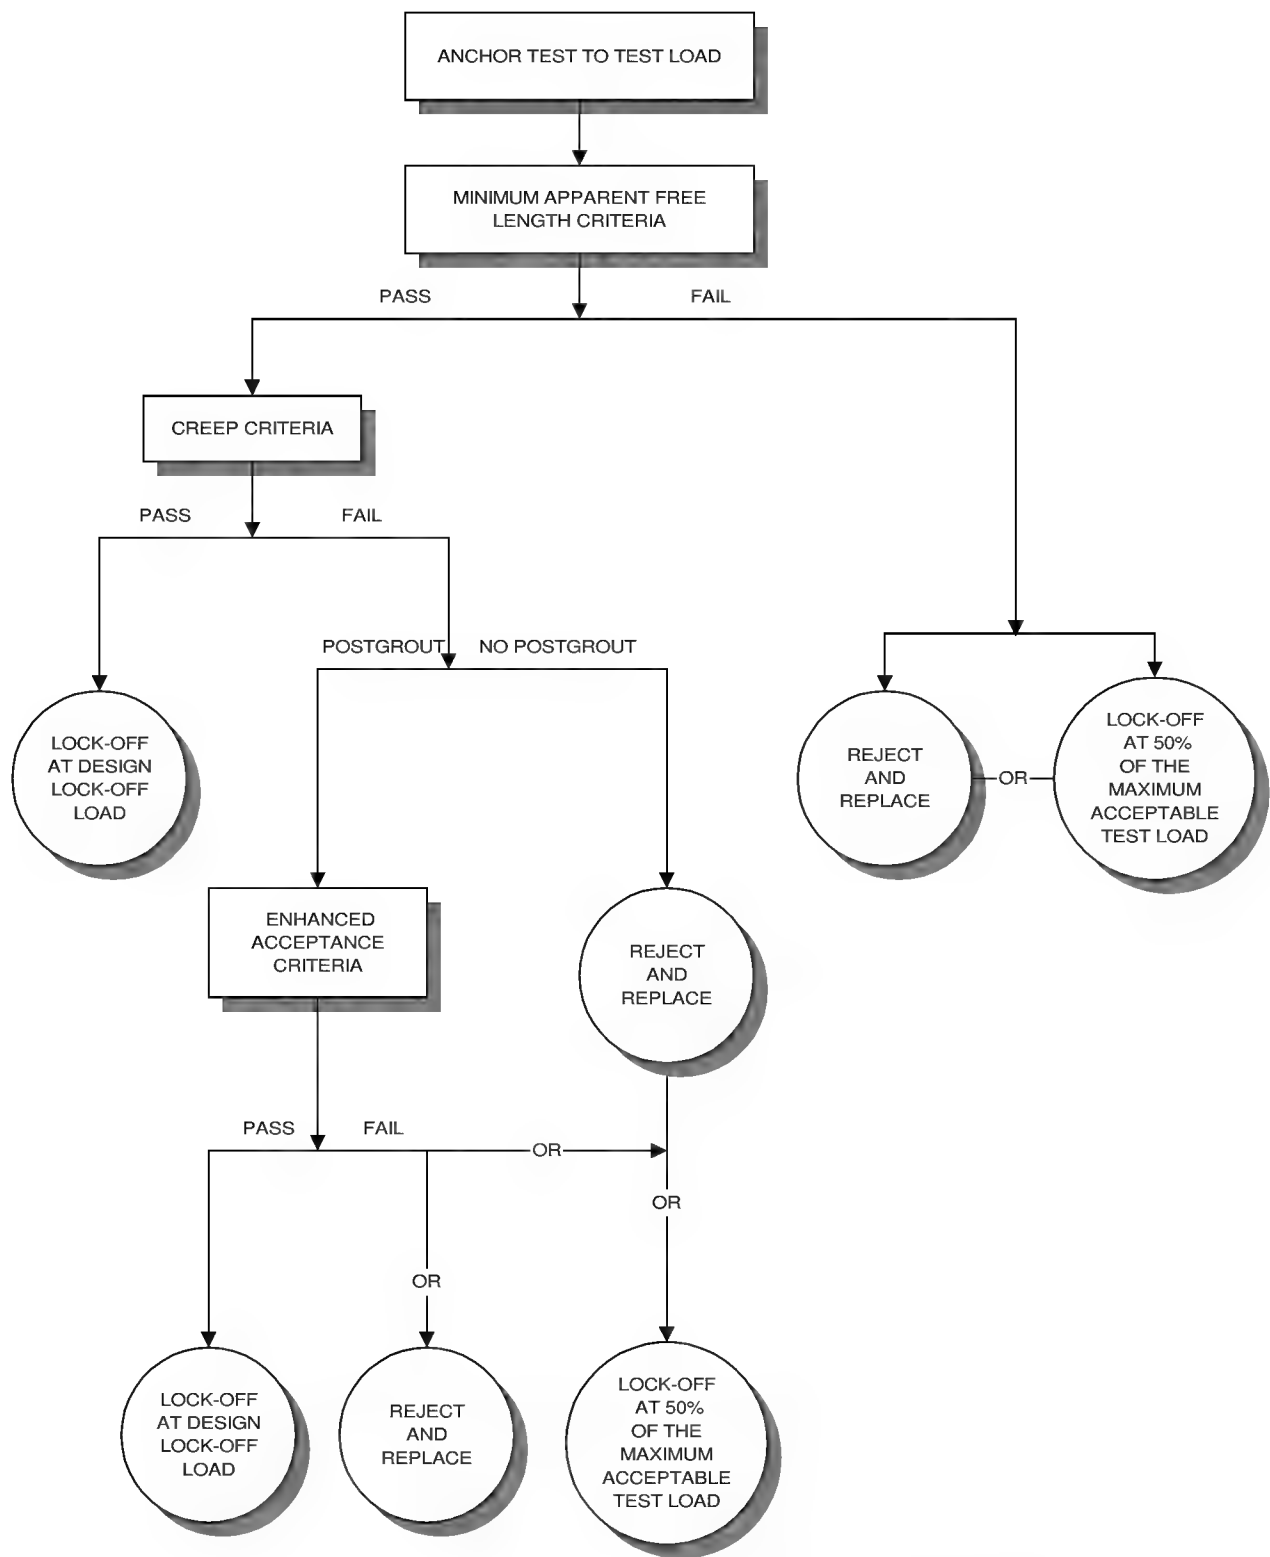 ANCHOR TEST TO TEST LOAD
MINIMUM APPARENT FREE
LENGTH CRITERIA
PASS
FAIL
CREEP CRITERIA
PASS
FAIL
POSTGROUT
NO POSTGROUT
LOCK-OFF
AT DESIGN
LOCK-OFF
LOAD
REJECT
AND
REPLACE
OR
LOCK-OFF
AT 50%
OF THE
MAXIMUM
ACCEPTABLE
TEST LOAD
ENHANCED
ACCEPTANCE
CRITERIA
REJECT
AND
REPLACE
PASS
FAIL
OR
OR
OR
LOCK-OFF
AT DESIGN
LOCK-OFF
LOAD
REJECT
AND
REPLACE
LOCK-OFF
AT 50%
OF THE
MAXIMUM
ACCEPTABLE
TEST LOAD